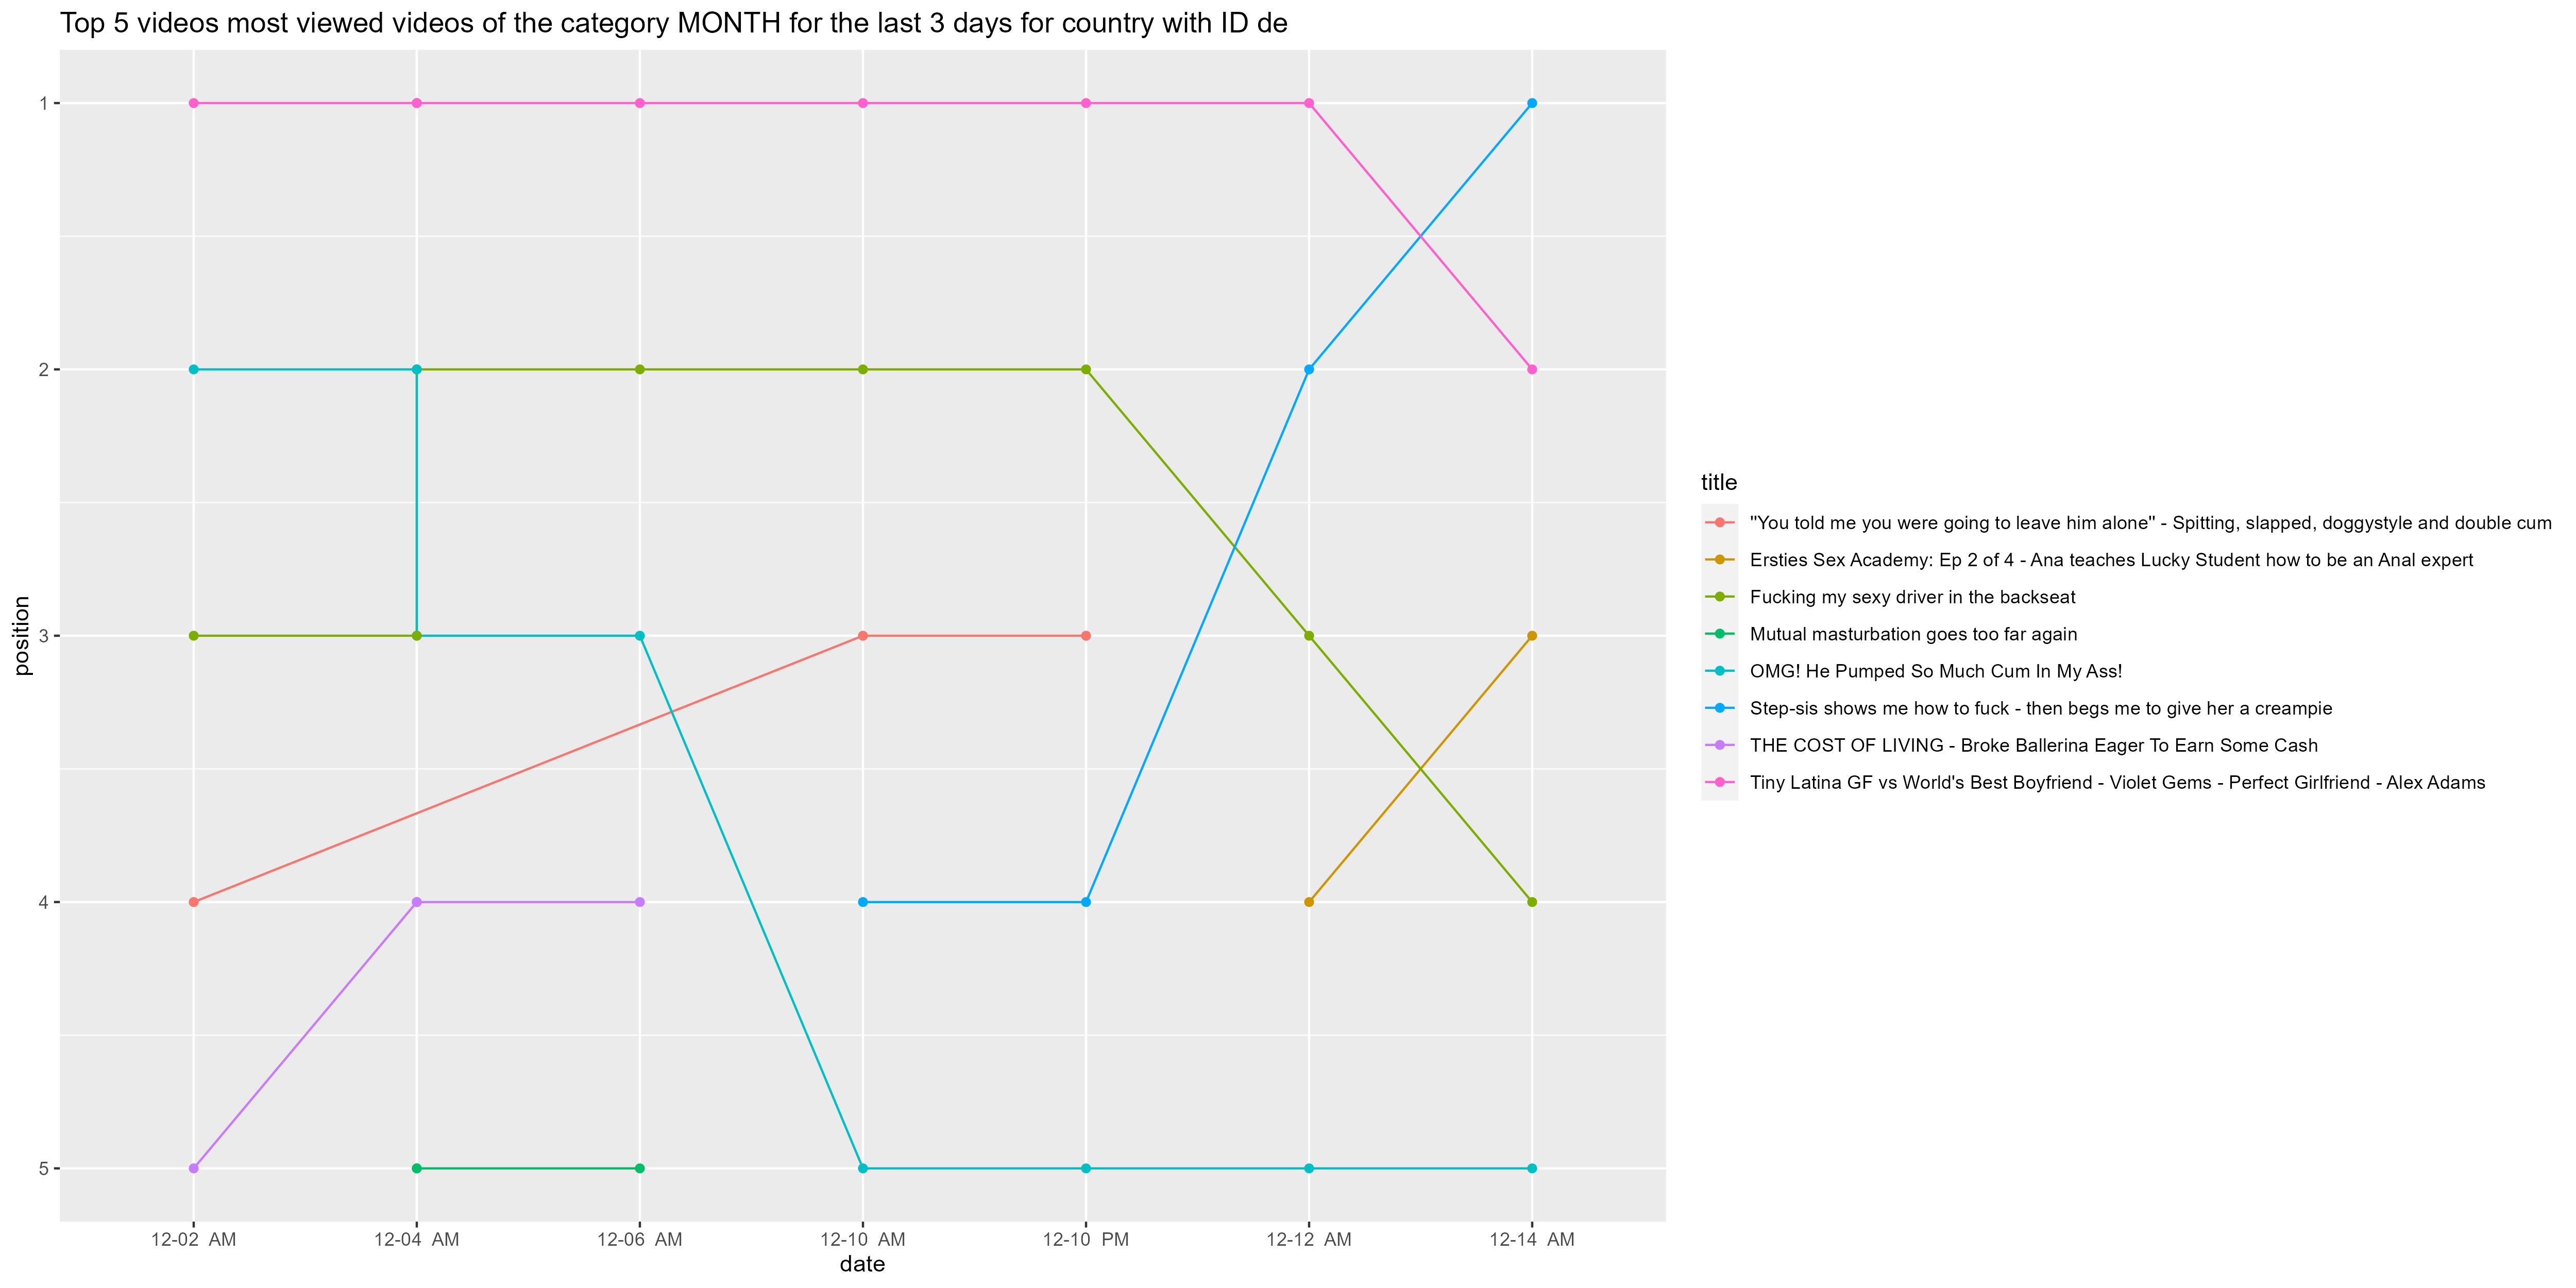 Top 5 videos most viewed videos of the category MONTH for the last 3 days for country with ID de
1
2
3
4
5
position
12-02 AM
12-04 AM
12-06 AM
12-10 AM
12-10 PM
12-12 AM
12-14 AM
date
title
"You told me you were going to leave him alone" - Spitting, slapped, doggystyle and double cum
Ersties Sex Academy: Ep 2 of 4 - Ana teaches Lucky Student how to be an Anal expert
Fucking my sexy driver in the backseat
Mutual masturbation goes too far again
OMG! He Pumped So Much Cum In My Ass!
Step-sis shows me how to fuck - then begs me to give her a creampie
THE COST OF LIVING - Broke Ballerina Eager To Earn Some Cash
Tiny Latina GF vs World's Best Boyfriend - Violet Gems - Perfect Girlfriend - Alex Adams